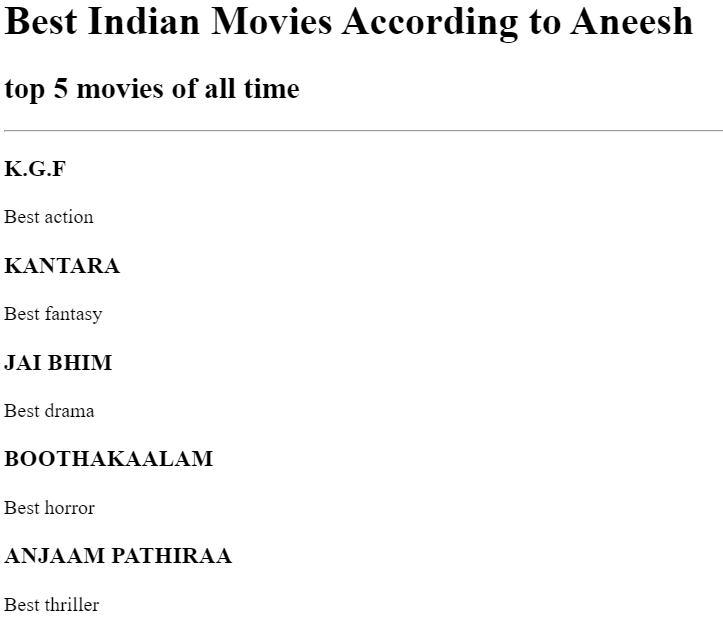 Best Indian Movies According to Aneesh
top 5 movies of all time
K.G.F
Best action
KANTARA
Best fantasy
JAI BHIM
Best drama
BOOTHAKAALAM
Best horror
ANJAAM PATHIRAA
Best thriller